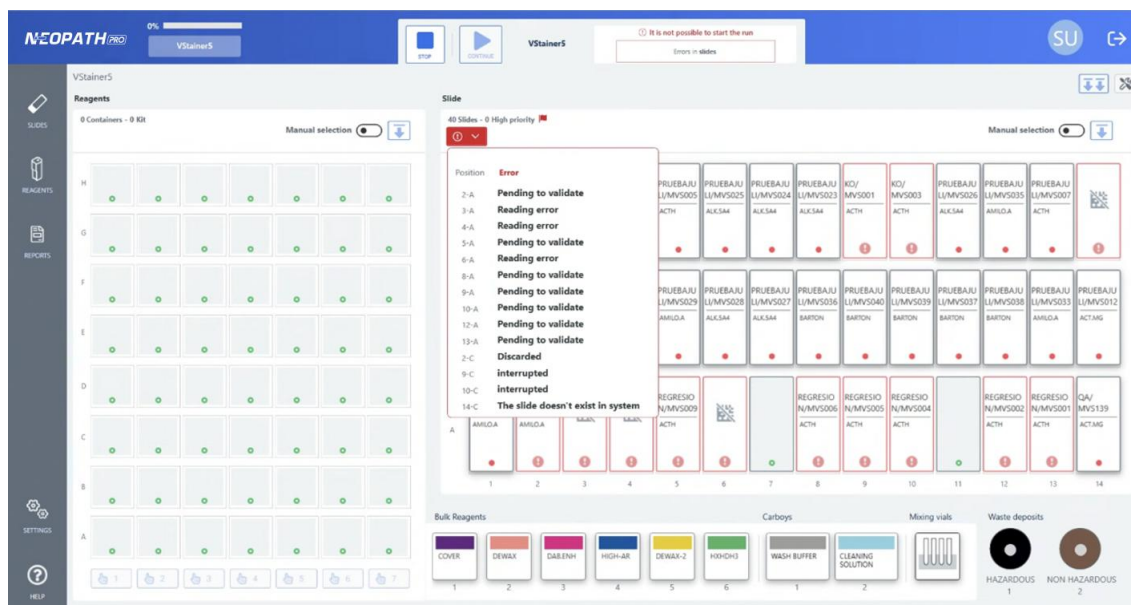 NEOPATH PRO
0%
VStainer5
STOP
CONTINUE
VStainer5
It is not possible to start the run
Errors in slides
SU
SLIDES
REAGENTS
REPORTS
SETTINGS
HELP
VStainer5
Reagents
0 Containers - 0 Kit
Manual selection
H
G
F
E
D
C
B
A
1 2 3 4 5 6 7
Slide
40 Slides - 0 High priority
Manual selection
Position Error
2-A Pending to validate
3-A Reading error
4-A Reading error
5-A Pending to validate
6-A Reading error
8-A Pending to validate
9-A Pending to validate
10-A Pending to validate
12-A Pending to validate
13-A Pending to validate
2-C Discarded
9-C interrupted
10-C interrupted
14-C The slide doesn't exist in system
PRUEBAJU PRUEBAJU PRUEBAJU PRUEBAJU KO/ KO/ PRUEBAJU PRUEBAJU PRUEBAJU
LI/MVS005 LI/MVS025 LI/MVS024 LI/MVS023 MVS001 MVS003 LI/MVS026 LI/MVS035 LI/MVS007
ACTH ALK.5A4 ALK.5A4 ALK.5A4 ACTH ACTH ALK.5A4 AMILO.A ACTH
PRUEBAJU PRUEBAJU PRUEBAJU PRUEBAJU PRUEBAJU PRUEBAJU PRUEBAJU PRUEBAJU PRUEBAJU PRUEBAJU
LI/MVS029 LI/MVS028 LI/MVS027 LI/MVS036 LI/MVS040 LI/MVS039 LI/MVS037 LI/MVS038 LI/MVS033 LI/MVS012
AMILO.A ALK.5A4 ALK.5A4 BARTON BARTON BARTON BARTON BARTON AMILO.A ACT.MG
REGRESIO REGRESIO REGRESIO REGRESIO REGRESIO REGRESIO QA/
N/MVS009 N/MVS006 N/MVS005 N/MVS004 N/MVS002 N/MVS001 MVS139
A AMILO.A AMILO.A ACTH ACTH ACTH ACTH ACTH ACTH ACT.MG
1 2 3 4 5 6 7 8 9 10 11 12 13 14
Bulk Reagents Carboys Mixing vials Waste deposits
COVER DEWAX DAB.ENH HIGH-AR DEWAX-2 HXHDH3 WASH BUFFER CLEANING
SOLUTION
1 2 3 4 5 6 1 2
HAZARDOUS NON HAZARDOUS
1 2